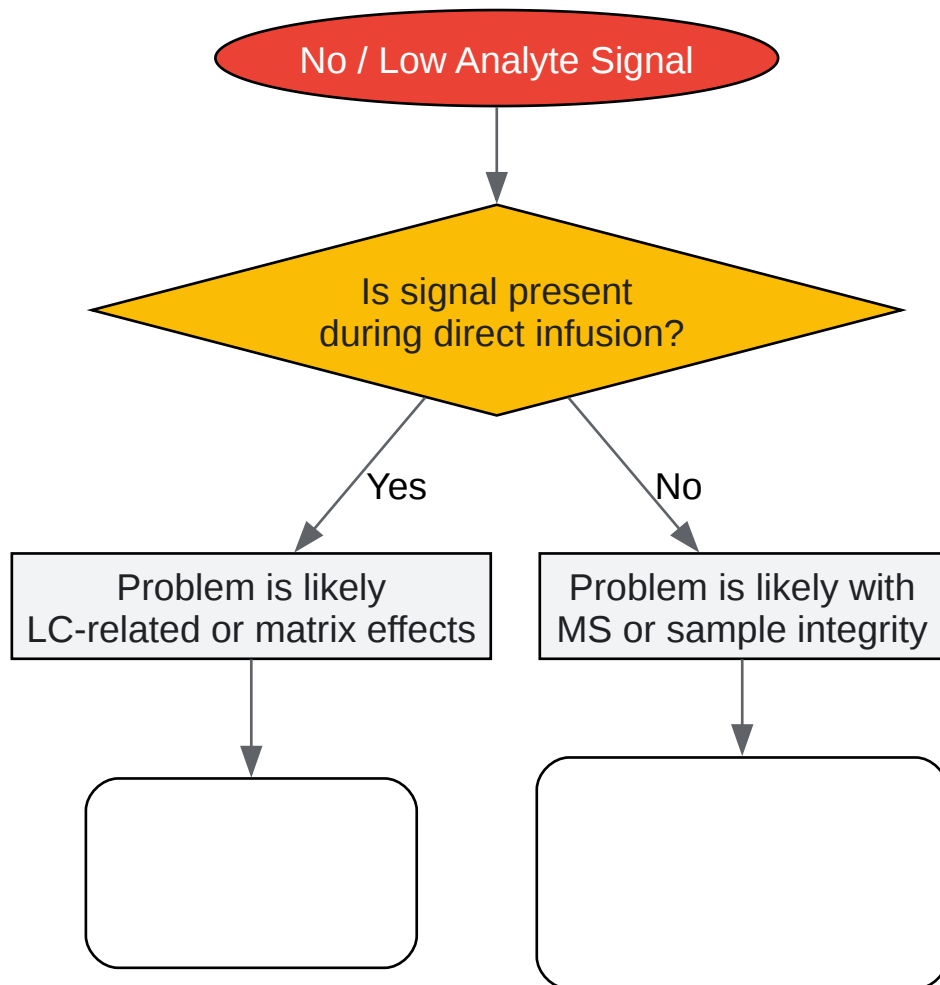 No / Low Analyte Signal
Is signal present
during direct infusion?
Yes
No
Problem is likely
LC-related or matrix effects
Problem is likely with
MS or sample integrity